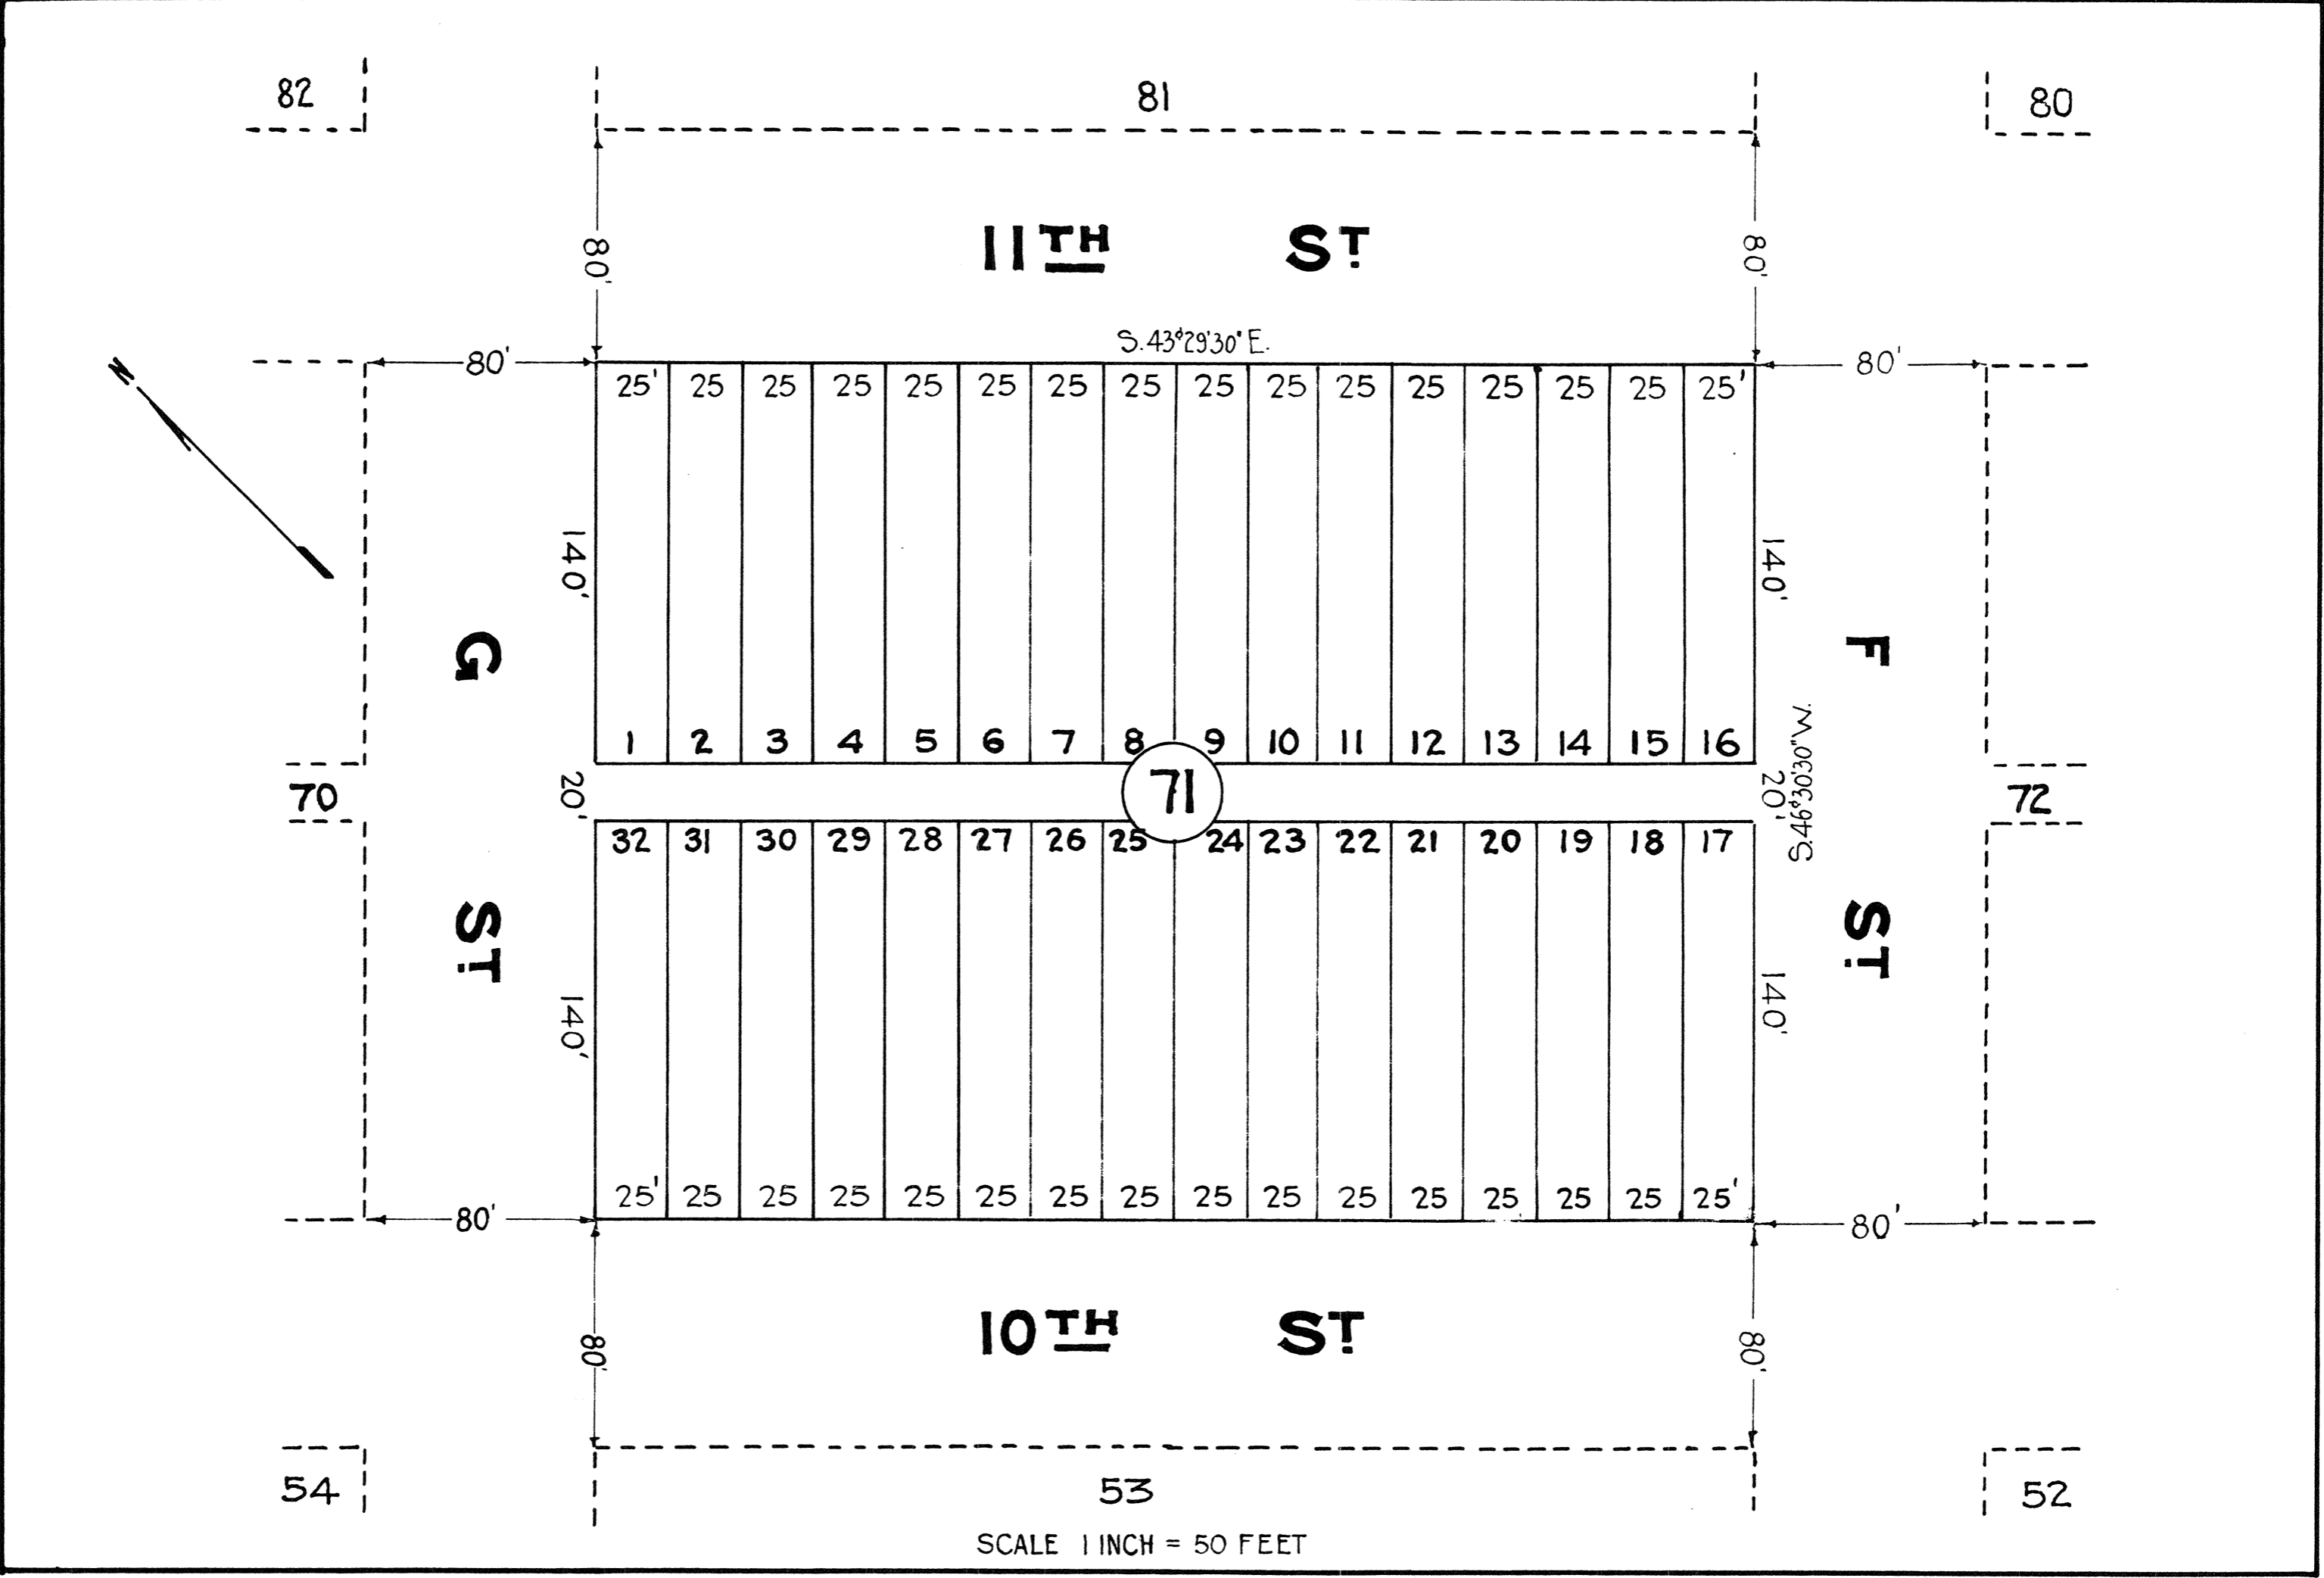 82 81 80
80' 11TH ST. 80'
S. 43°29'30" E.
80' 80'
25' 25 25 25 25 25 25 25 25 25 25 25 25 25 25 25'
N
140' 140'
G ST. F ST.
1 2 3 4 5 6 7 8 9 10 11 12 13 14 15 16
S. 46°30'30" W.
70 20' 71 20' 72
32 31 30 29 28 27 26 25 24 23 22 21 20 19 18 17
140' 140'
25' 25 25 25 25 25 25 25 25 25 25 25 25 25 25 25'
80' 80'
80' 10TH ST. 80'
54 53 52
SCALE 1 INCH = 50 FEET